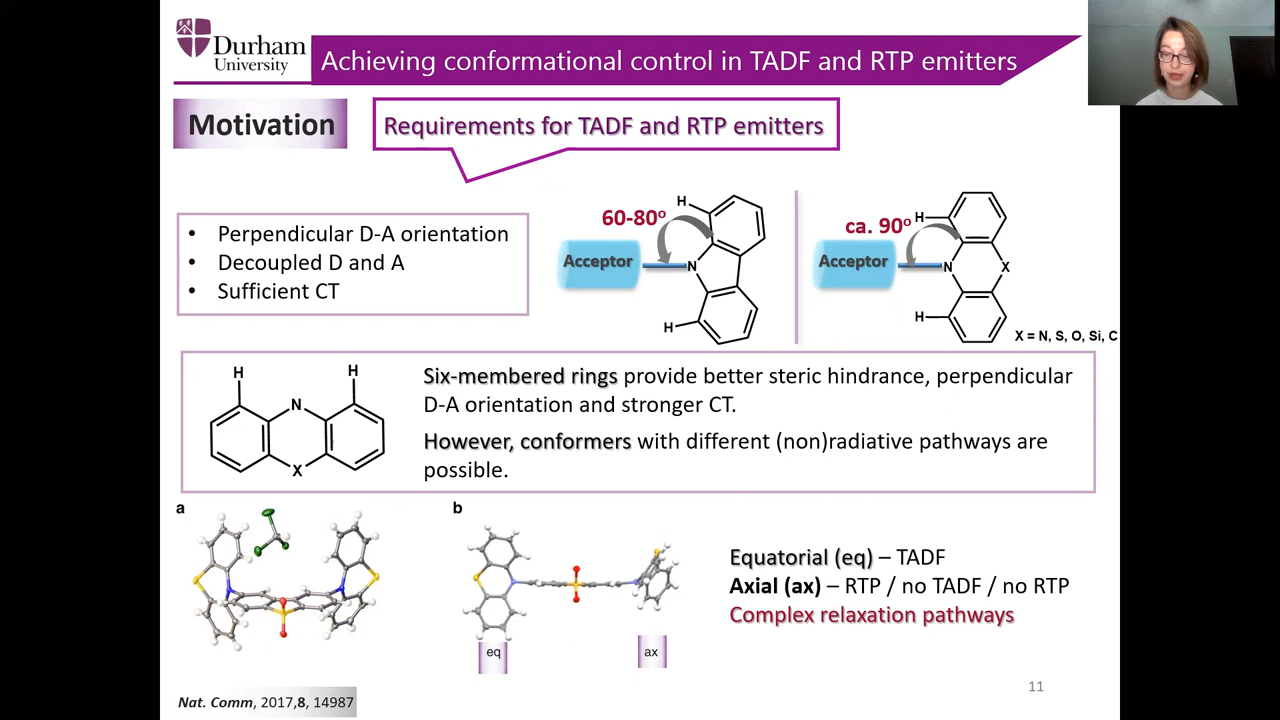 Durham
University
Achieving conformational control in TADF and RTP emitters
Motivation
Requirements for TADF and RTP emitters
• Perpendicular D-A orientation
• Decoupled D and A
• Sufficient CT
60-80º
Acceptor
H
N
H
ca. 90º
Acceptor
H
N
X
H
X = N, S, O, Si, C
H
H
N
X
Six-membered rings provide better steric hindrance, perpendicular
D-A orientation and stronger CT.
However, conformers with different (non)radiative pathways are
possible.
a
b
eq
ax
Equatorial (eq) – TADF
Axial (ax) – RTP / no TADF / no RTP
Complex relaxation pathways
Nat. Comm, 2017,8, 14987
11